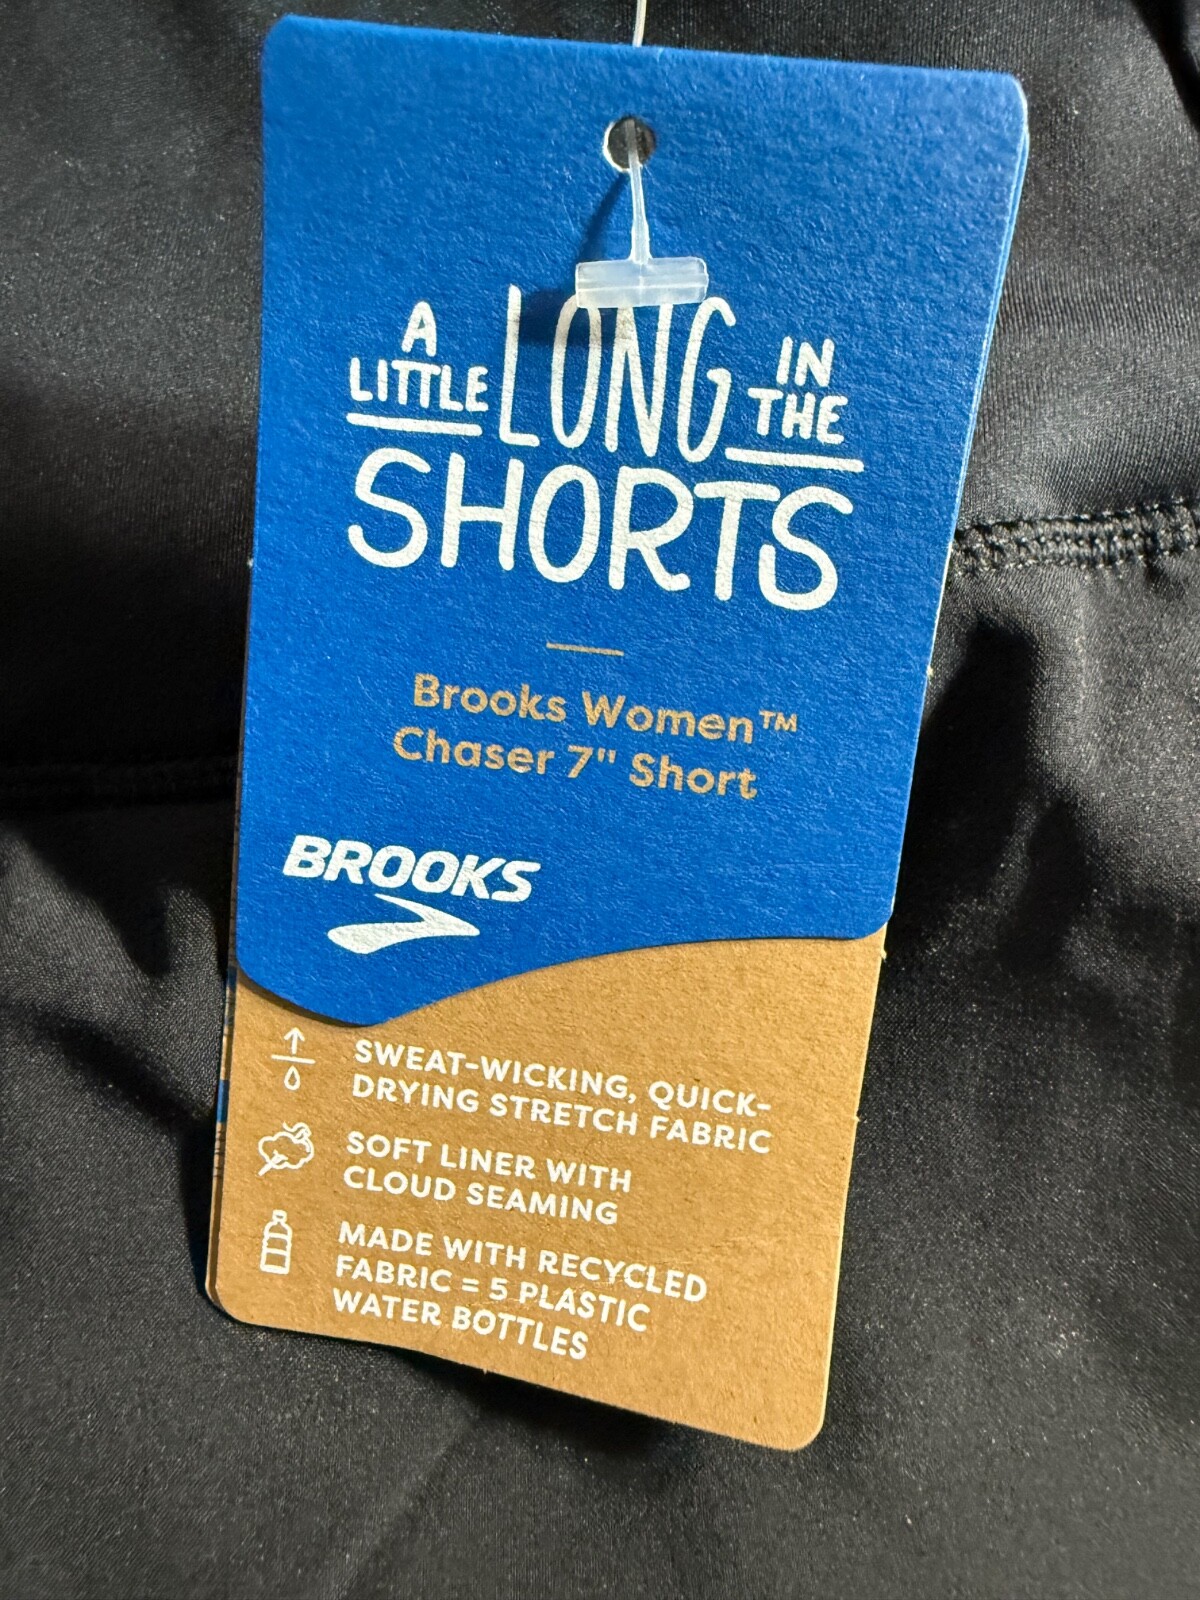 A
LITTLE LONG IN
THE
SHORTS
Brooks Women™
Chaser 7" Short
BROOKS
SWEAT-WICKING, QUICK-
DRYING STRETCH FABRIC
SOFT LINER WITH
CLOUD SEAMING
MADE WITH RECYCLED
FABRIC = 5 PLASTIC
WATER BOTTLES